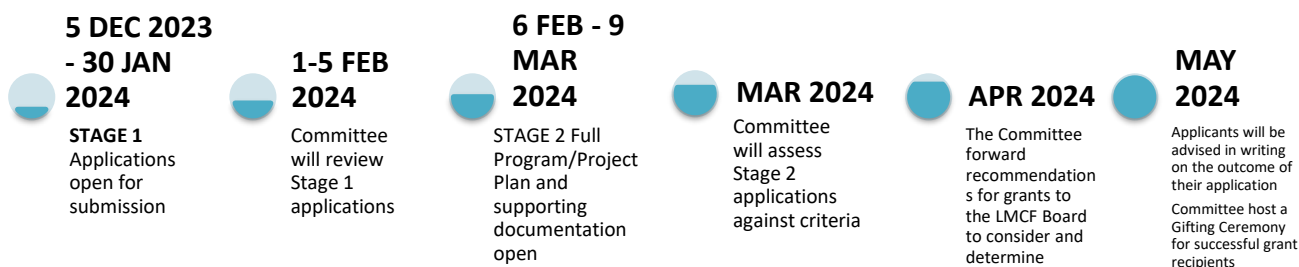 5 DEC 2023
- 30 JAN
2024
STAGE 1
Applications
open for
submission
1-5 FEB
2024
Committee
will review
Stage 1
applications
6 FEB - 9
MAR
2024
STAGE 2 Full
Program/Project
Plan and
supporting
documentation
open
MAR 2024
Committee
will assess
Stage 2
applications
against criteria
APR 2024
The Committee
forward
recommendation
s for grants to
the LMCF Board
to consider and
determine
MAY
2024
Applicants will be
advised in writing
on the outcome of
their application
Committee host a
Gifting Ceremony
for successful grant
recipients